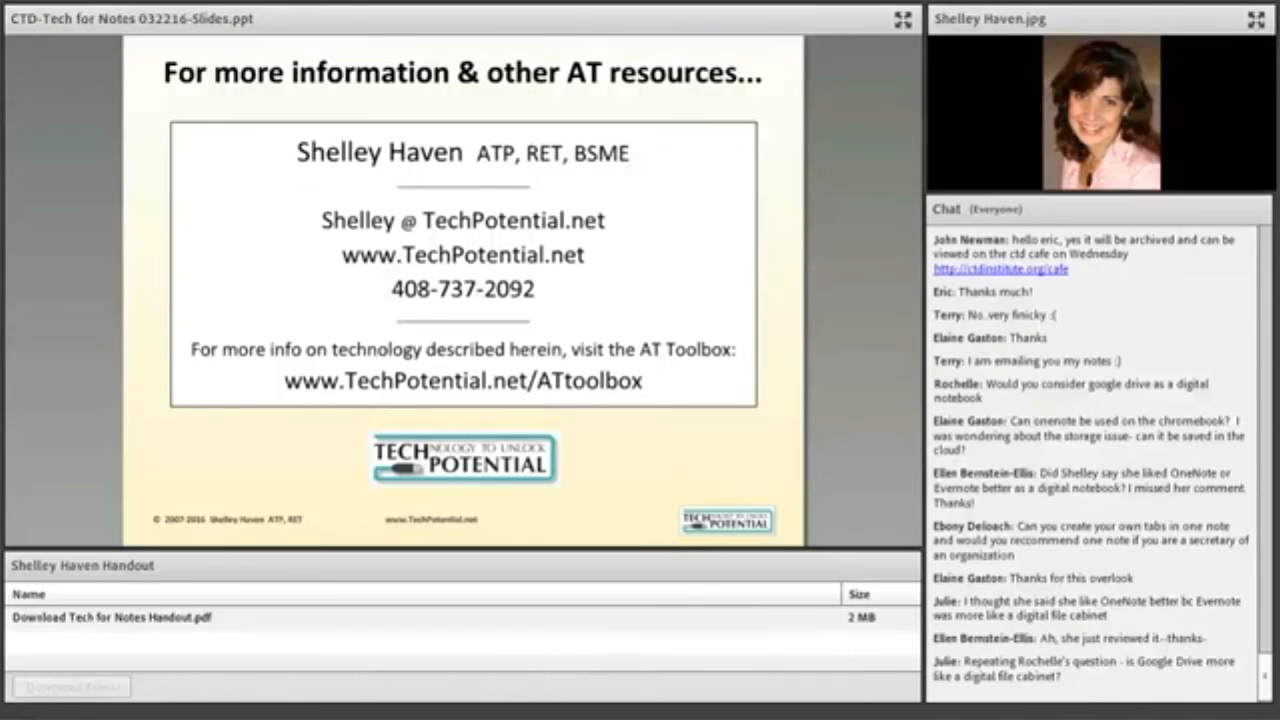 CTD-Tech for Notes 032216-Slides.ppt
For more information & other AT resources...
Shelley Haven ATP, RET, BSME
Shelley @ TechPotential.net
www.TechPotential.net
408-737-2092
For more info on technology described herein, visit the AT Toolbox:
www.TechPotential.net/ATtoolbox
TECHNOLOGY TO UNLOCK
POTENTIAL
© 2007-2016 Shelley Haven ATP, RET
www.TechPotential.net
TECHNOLOGY TO UNLOCK
POTENTIAL
Shelley Haven Handout
Name Size
Download Tech for Notes Handout.pdf 2 MB
Shelley Haven.jpg
Chat (Everyone)
John Newman: hello eric, yes it will be archived and can be
viewed on the ctd cafe on Wednesday
http://ctdinstitute.org/cafe
Eric: Thanks much!
Terry: No..very finicky :(
Elaine Gaston: Thanks
Terry: I am emailing you my notes :)
Rochelle: Would you consider google drive as a digital
notebook
Elaine Gaston: Can onenote be used on the chromebook? I
was wondering about the storage issue- can it be saved in the
cloud?
Ellen Bernstein-Ellis: Did Shelley say she liked OneNote or
Evernote better as a digital notebook? I missed her comment.
Thanks!
Ebony Deloach: Can you create your own tabs in one note
and would you reccommend one note if you are a secretary of
an organization
Elaine Gaston: Thanks for this overlook
Julie: I thought she said she like OneNote better bc Evernote
was more like a digital file cabinet
Ellen Bernstein-Ellis: Ah, she just reviewed it--thanks-
Julie: Repeating Rochelle's question - is Google Drive more
like a digital file cabinet?